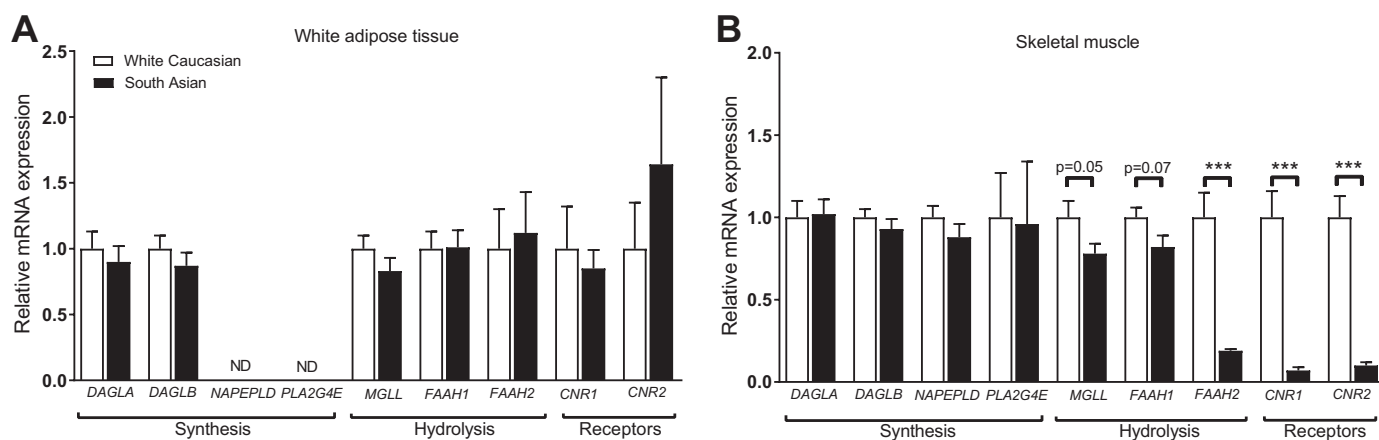 A
White adipose tissue
Relative mRNA expression
2.5
2.0
1.5
1.0
0.5
0.0
White Caucasian
South Asian
ND ND
DAGLA DAGLB NAPEPLD PLA2G4E MGLL FAAH1 FAAH2 CNR1 CNR2
Synthesis Hydrolysis Receptors
B
Skeletal muscle
Relative mRNA expression
2.0
1.5
1.0
0.5
0.0
p=0.05 p=0.07 *** *** ***
DAGLA DAGLB NAPEPLD PLA2G4E MGLL FAAH1 FAAH2 CNR1 CNR2
Synthesis Hydrolysis Receptors